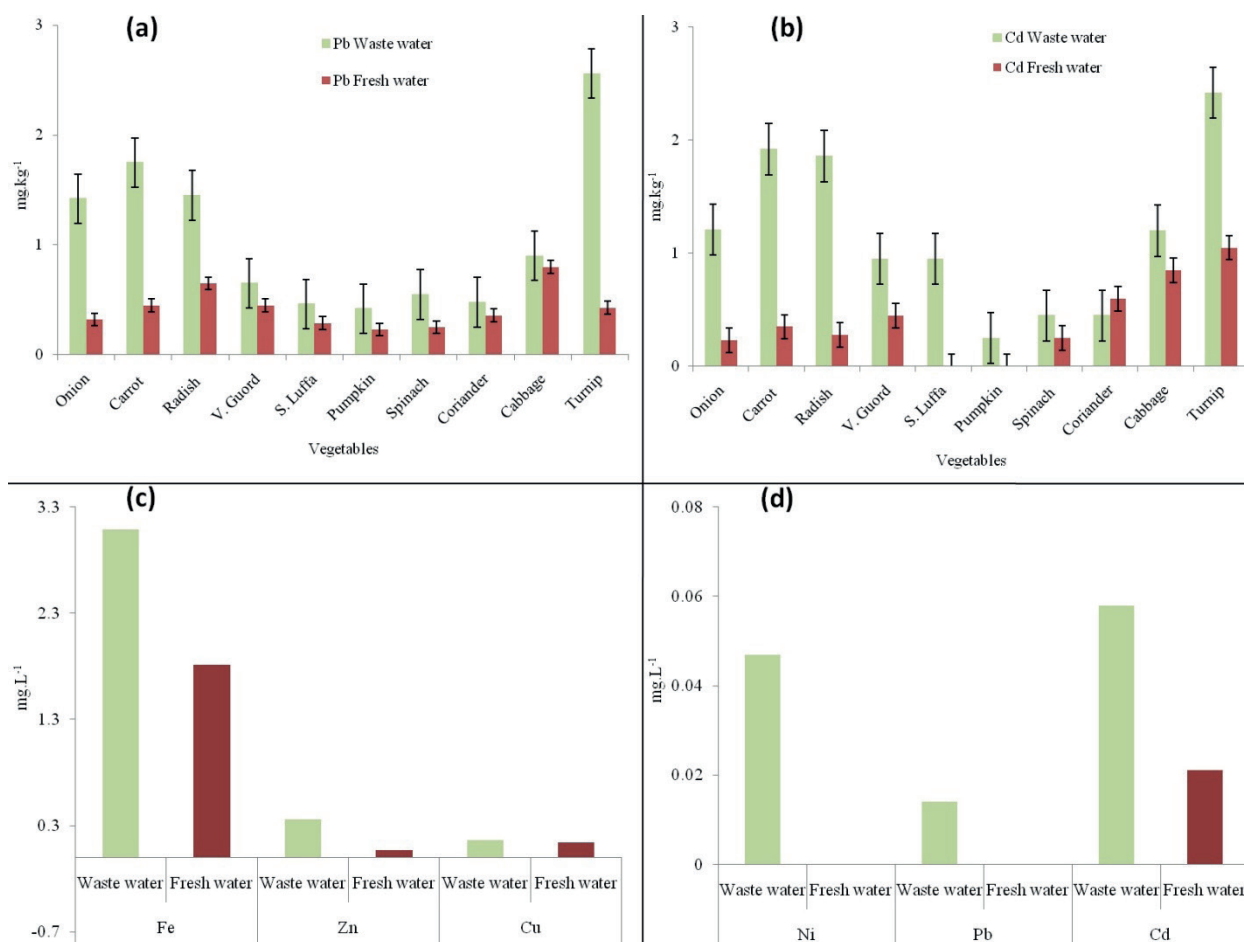 (a)
Pb Waste water
Pb Fresh water
3
2
1
0
mg.kg-1
Onion
Carrot
Radish
V. Guord
S. Luffa
Pumpkin
Spinach
Coriander
Cabbage
Turnip
Vegetables
(b)
Cd Waste water
Cd Fresh water
3
2
1
0
mg.kg-1
Onion
Carrot
Radish
V. Guord
S. Luffa
Pumpkin
Spinach
Coriander
Cabbage
Turnip
Vegetables
(c)
3.3
2.3
1.3
0.3
-0.7
mg.L-1
Waste water Fresh water Waste water Fresh water Waste water Fresh water
Fe Zn Cu
(d)
0.08
0.06
0.04
0.02
0
mg.L-1
Waste water Fresh water Waste water Fresh water Waste water Fresh water
Ni Pb Cd